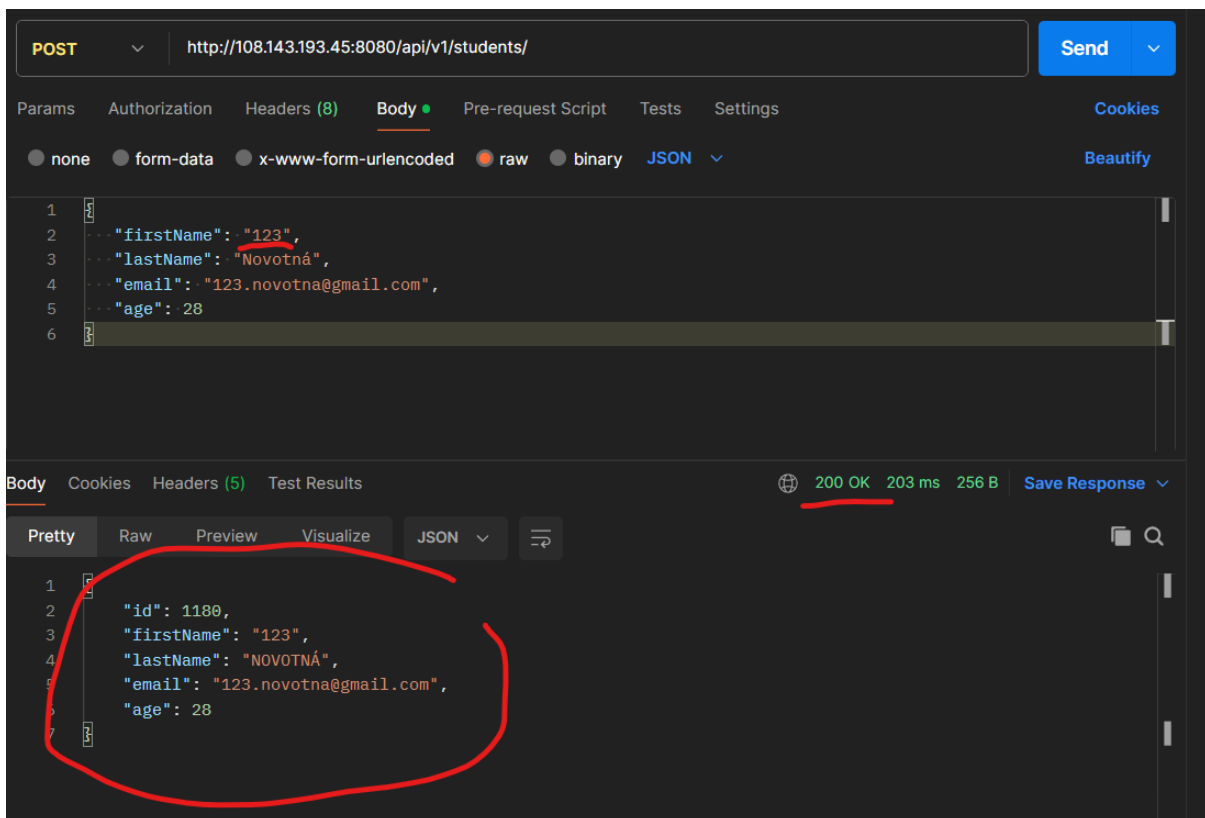 POST http://108.143.193.45:8080/api/v1/students/ Send
Params Authorization Headers (8) Body Pre-request Script Tests Settings Cookies
none form-data x-www-form-urlencoded raw binary JSON Beautify
1 {
2 "firstName": "123",
3 "lastName": "Novotná",
4 "email": "123.novotna@gmail.com",
5 "age": 28
6 }
Body Cookies Headers (5) Test Results 200 OK 203 ms 256 B Save Response
Pretty Raw Preview Visualize JSON
1 {
2 "id": 1180,
3 "firstName": "123",
4 "lastName": "NOVOTNÁ",
5 "email": "123.novotna@gmail.com",
6 "age": 28
7 }